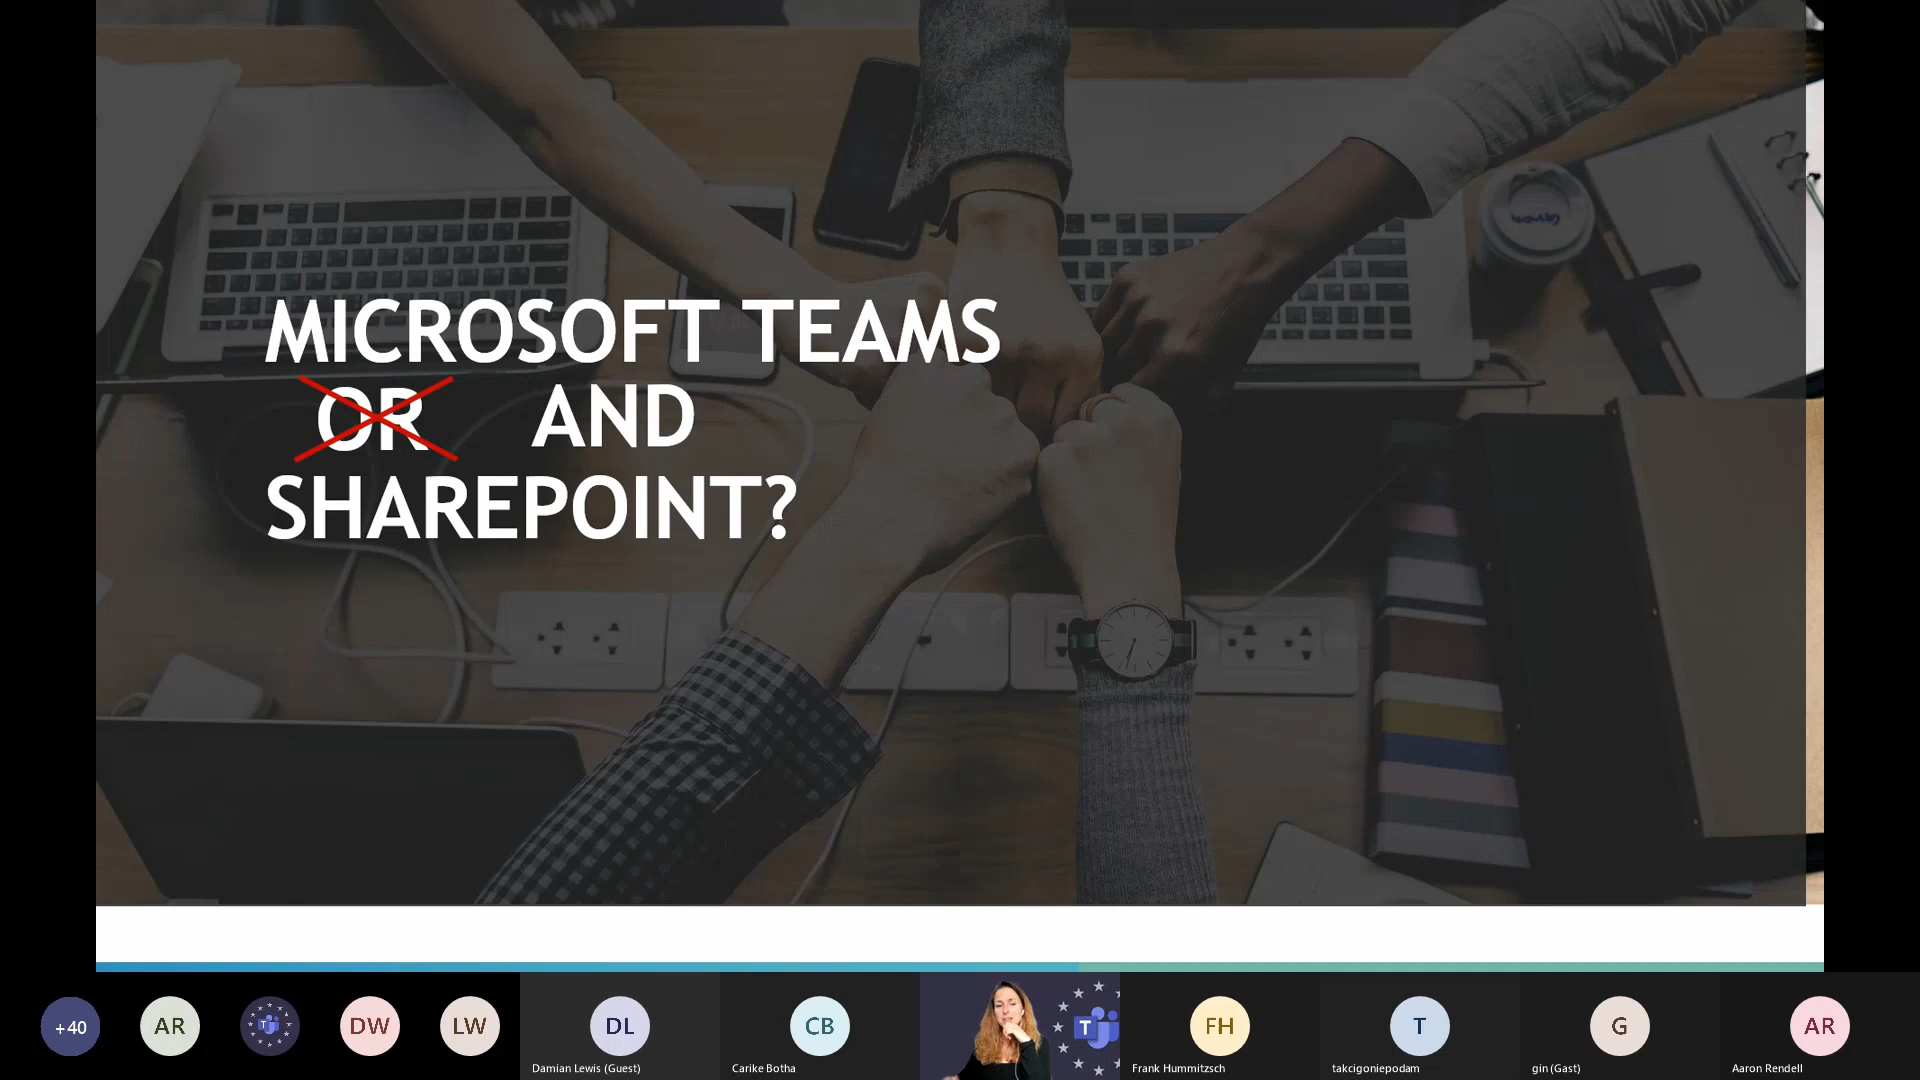 MICROSOFT TEAMS
OR AND
SHAREPOINT?
+40
AR
T
DW
LW
DL
CB
T
FH
T
G
AR
Damian Lewis (Guest)
Carike Botha
Frank Hummitzsch
takcigoniepodam
gin (Gast)
Aaron Rendell